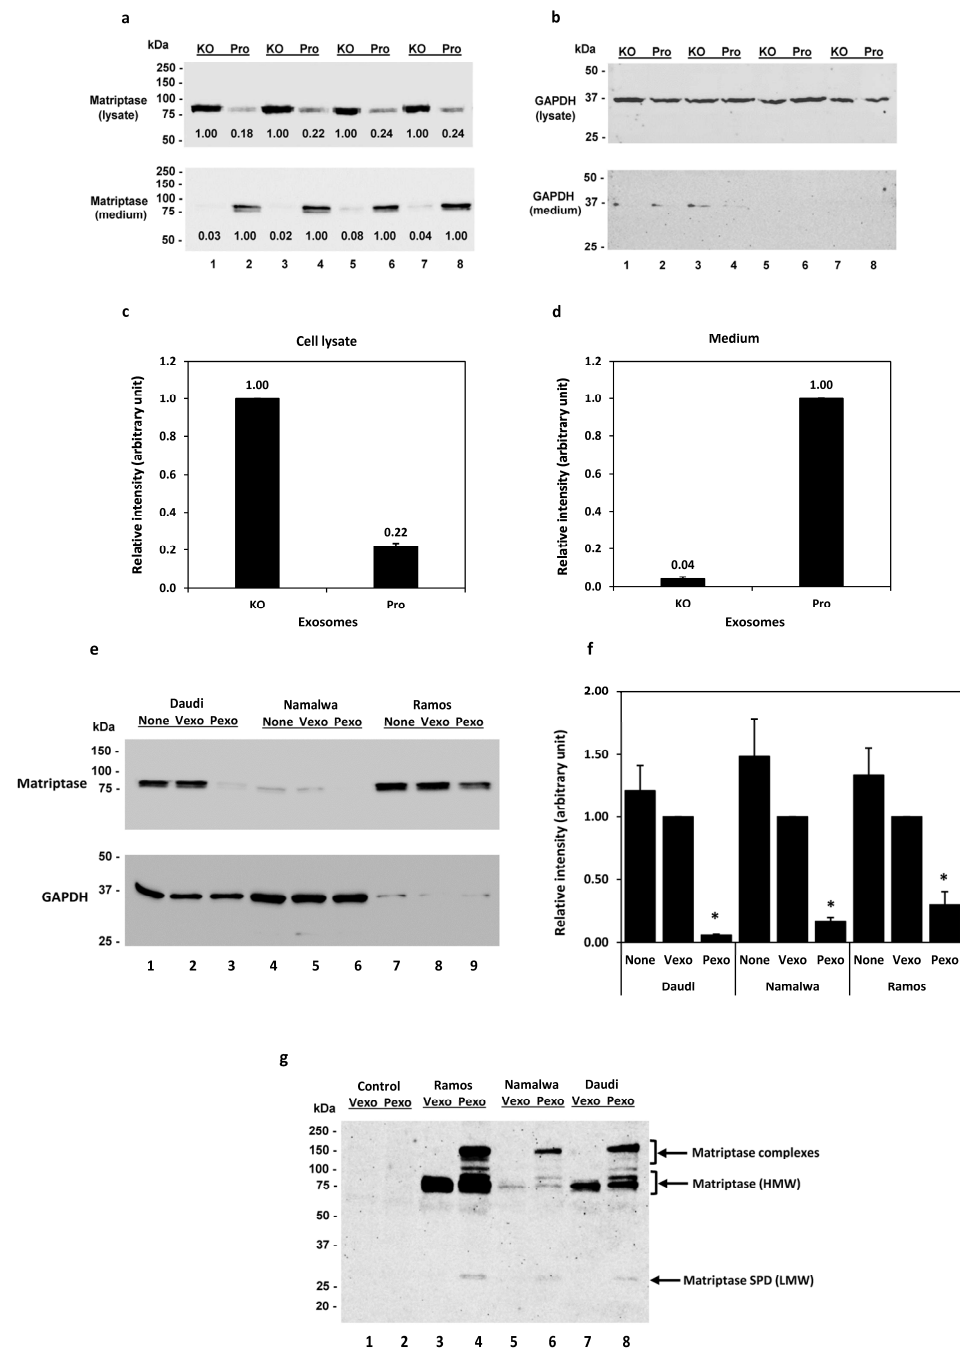 a
kDa
KO Pro KO Pro KO Pro KO Pro
250 -
150 -
100 -
75 -
50 -
Matriptase
(lysate)
1.00 0.18 1.00 0.22 1.00 0.24 1.00 0.24
250 -
150 -
100 -
75 -
50 -
Matriptase
(medium)
0.03 1.00 0.02 1.00 0.08 1.00 0.04 1.00
1 2 3 4 5 6 7 8
b
kDa
KO Pro KO Pro KO Pro KO Pro
50 -
37 -
25 -
GAPDH
(lysate)
50 -
37 -
25 -
GAPDH
(medium)
1 2 3 4 5 6 7 8
c
Cell lysate
Relative intensity (arbitrary unit)
1.2
1.0
0.8
0.6
0.4
0.2
0.0
1.00
0.22
KO Pro
Exosomes
d
Medium
Relative intensity (arbitrary unit)
1.2
1.0
0.8
0.6
0.4
0.2
0.0
0.04
1.00
KO Pro
Exosomes
e
Daudi Namalwa Ramos
None Vexo Pexo None Vexo Pexo None Vexo Pexo
kDa
150 -
100 -
75 -
Matriptase
50 -
37 -
25 -
GAPDH
1 2 3 4 5 6 7 8 9
f
Relative intensity (arbitrary unit)
2.00
1.50
1.00
0.50
0.00
* * *
None Vexo Pexo None Vexo Pexo None Vexo Pexo
Daudi Namalwa Ramos
g
Control Ramos Namalwa Daudi
Vexo Pexo Vexo Pexo Vexo Pexo Vexo Pexo
kDa
250 -
150 -
100 -
75 -
50 -
37 -
25 -
20 -
Matriptase complexes
Matriptase (HMW)
Matriptase SPD (LMW)
1 2 3 4 5 6 7 8